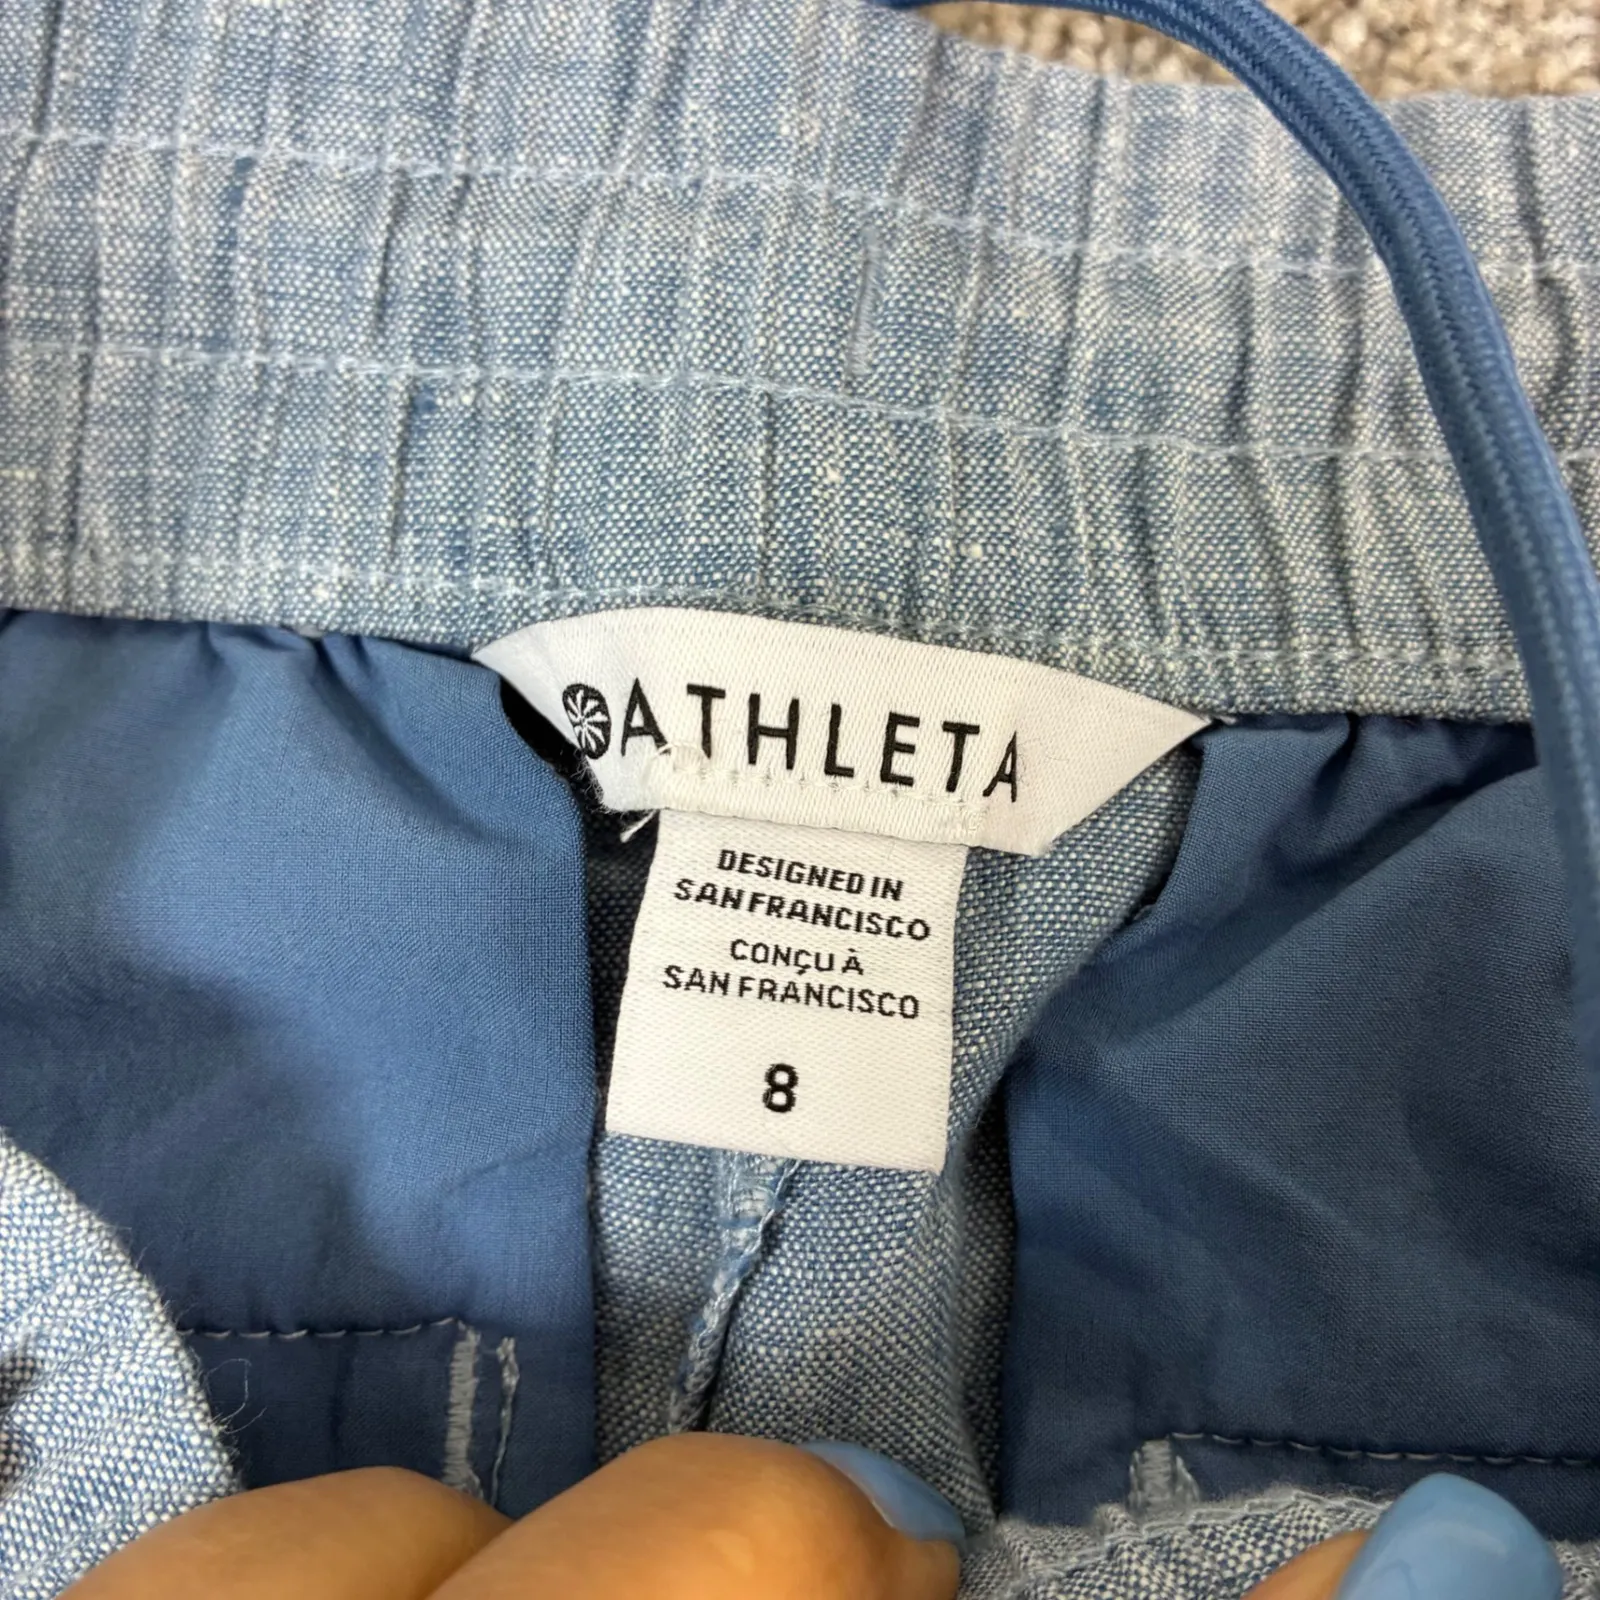 ATHLETA
DESIGNED IN
SAN FRANCISCO
CONÇU À
SAN FRANCISCO
8